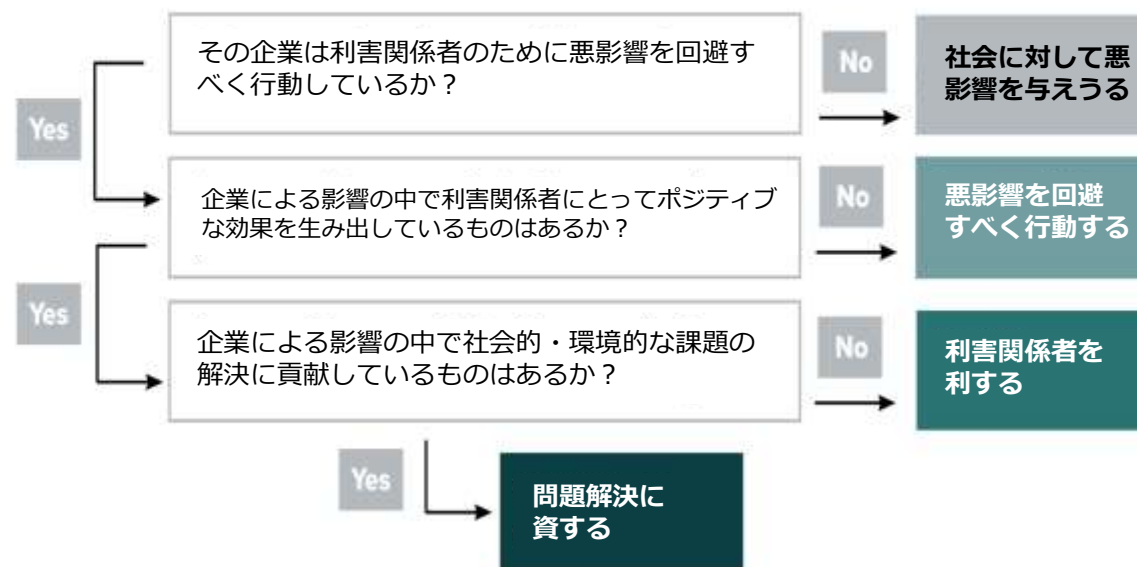 その企業は利害関係者のために悪影響を回避す
べく行動しているか？
No
社会に対して悪
影響を与えうる
Yes
企業による影響の中で利害関係者にとってポジティブ
な効果を生み出しているものはあるか？
No
悪影響を回避
すべく行動する
Yes
企業による影響の中で社会的・環境的な課題の
解決に貢献しているものはあるか？
No
利害関係者を
利する
Yes
問題解決に
資する